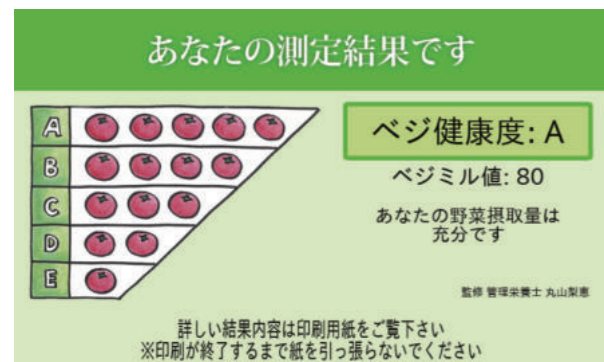 あなたの測定結果です
A
B
C
D
E
ベジ健康度: A
ベジミル値: 80
あなたの野菜摂取量は
充分です
監修 管理栄養士 丸山梨恵
詳しい結果内容は印刷用紙をご覧下さい
※印刷が終了するまで紙を引っ張らないでください